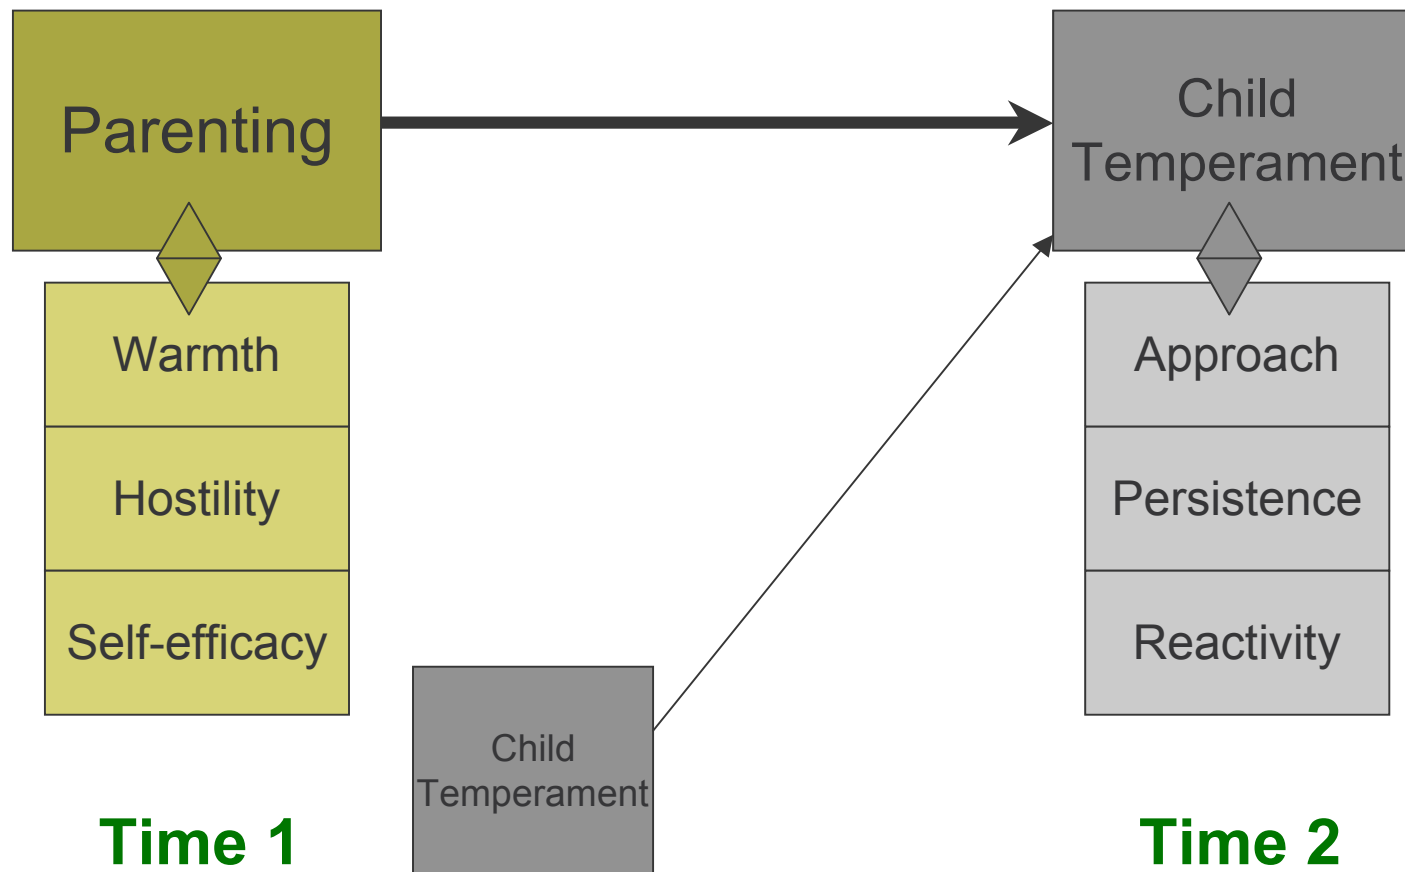 Parenting
Child
Temperament
Warmth
Hostility
Self-efficacy
Approach
Persistence
Reactivity
Child
Temperament
Time 1
Time 2